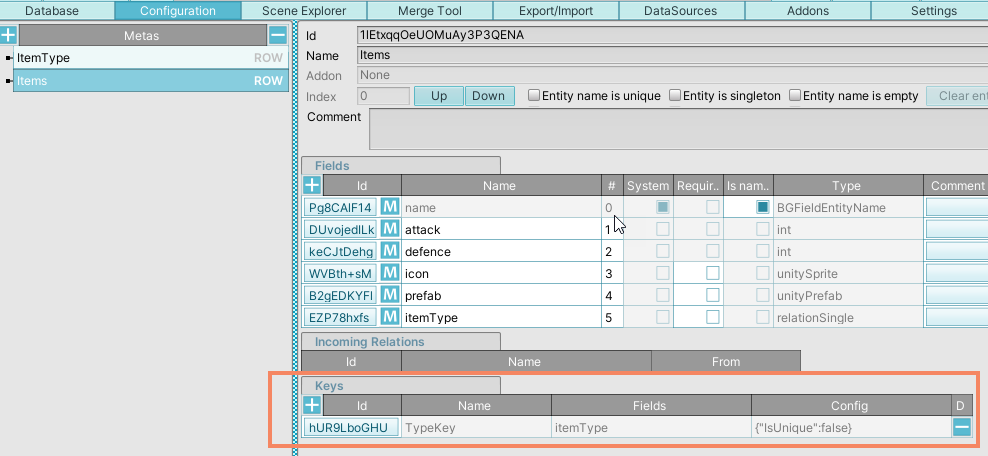 Database Configuration Scene Explorer Merge Tool Export/Import DataSources Addons Settings
Metas
ItemType ROW
Items ROW
Id 1IEtxqqOeUOMuAy3P3QENA
Name Items
Addon None
Index 0 Up Down Entity name is unique Entity is singleton Entity name is empty Clear ent
Comment
Fields
Id Name # System Requir.. Is nam.. Type Comment
Pg8CAIF14 M name 0 BGFieldEntityName
DUvojedILk M attack 1 int
keCJtDehg M defence 2 int
WVBth+sM M icon 3 unitySprite
B2gEDKYFI M prefab 4 unityPrefab
EZP78hxfs M itemType 5 relationSingle
Incoming Relations
Id Name From
Keys
Id Name Fields Config D
hUR9LboGHU TypeKey itemType {"IsUnique":false}